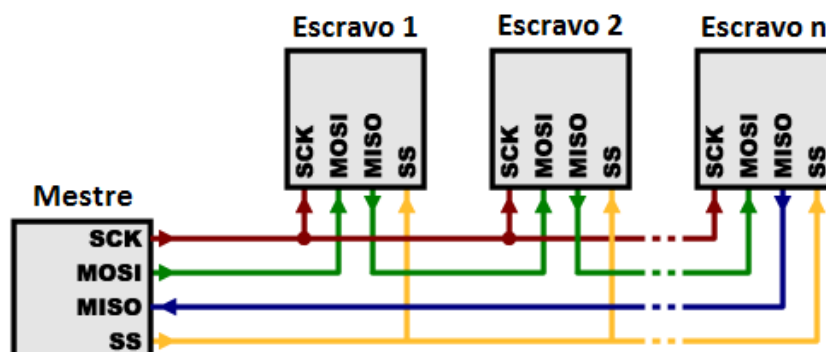 Escravo 1
Escravo 2
Escravo n
SCK
MOSI
MISO
SS
SCK
MOSI
MISO
SS
SCK
MOSI
MISO
SS
Mestre
SCK
MOSI
MISO
SS